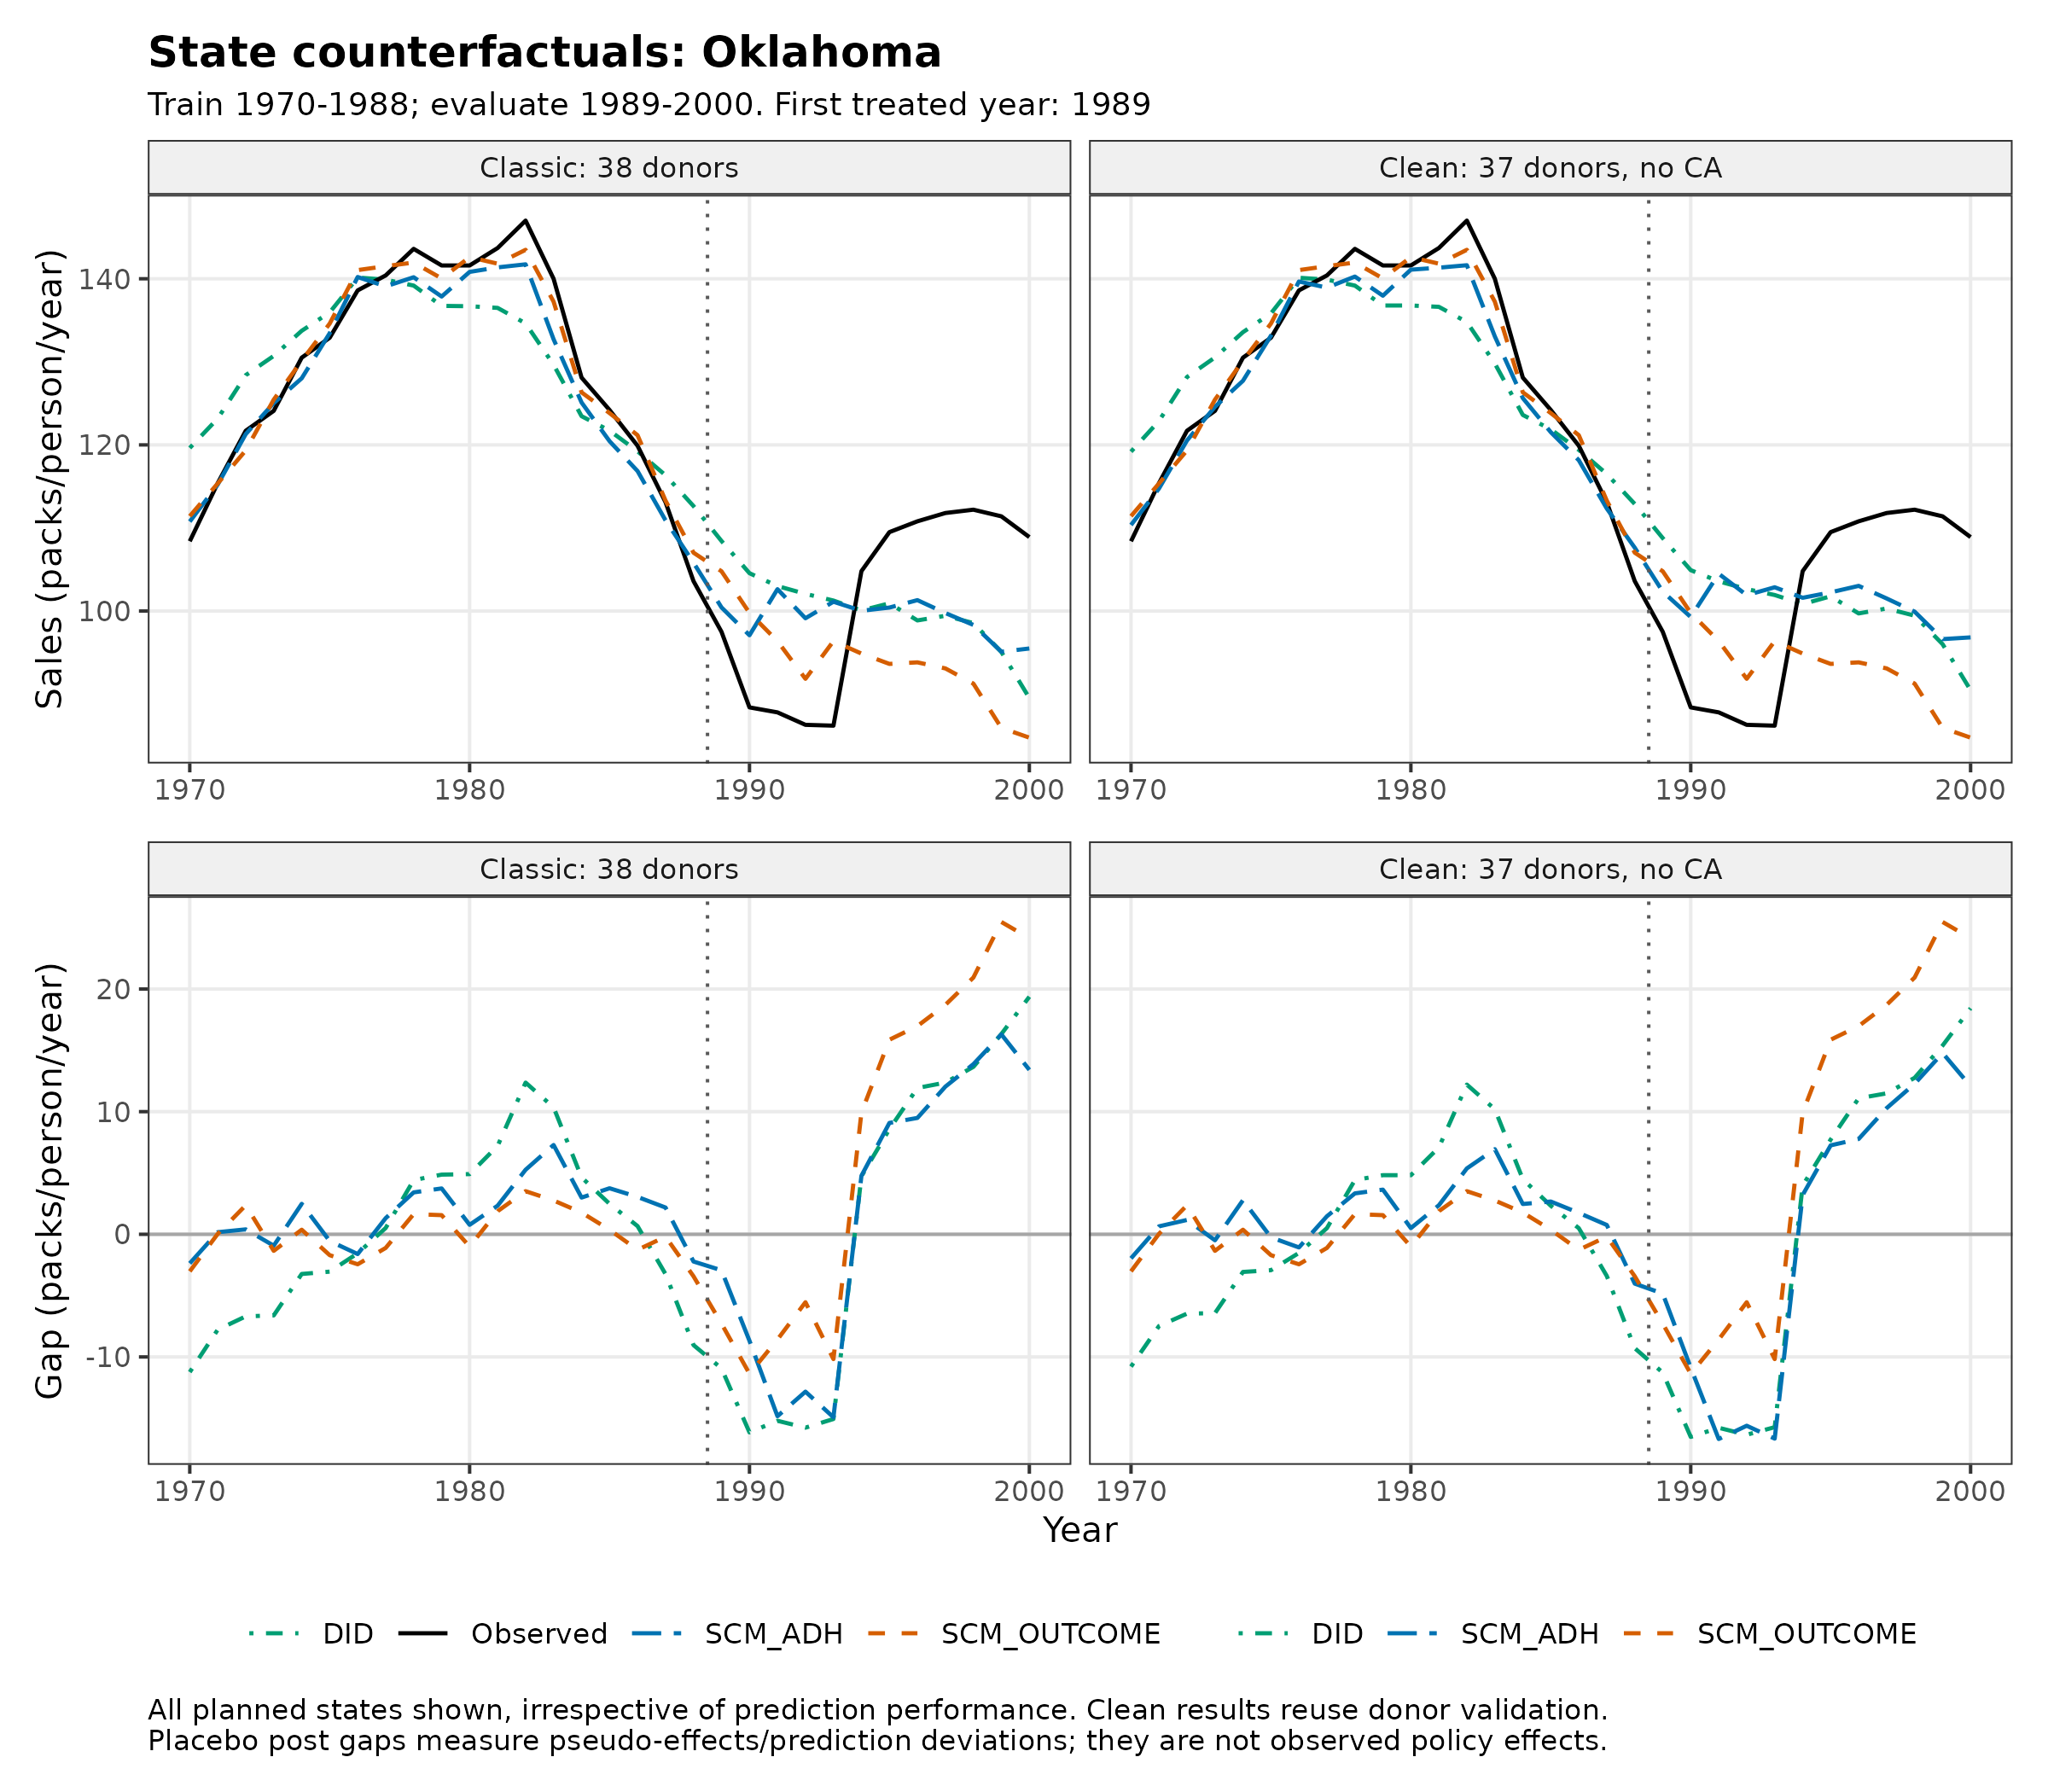 State counterfactuals: Oklahoma
Train 1970-1988; evaluate 1989-2000. First treated year: 1989
Classic: 38 donors
Clean: 37 donors, no CA
Sales (packs/person/year)
140
120
100
1970 1980 1990 2000
1970 1980 1990 2000
Classic: 38 donors
Clean: 37 donors, no CA
Gap (packs/person/year)
20
10
0
-10
1970 1980 1990 2000
1970 1980 1990 2000
Year
DID Observed SCM_ADH SCM_OUTCOME DID SCM_ADH SCM_OUTCOME
All planned states shown, irrespective of prediction performance. Clean results reuse donor validation.
Placebo post gaps measure pseudo-effects/prediction deviations; they are not observed policy effects.